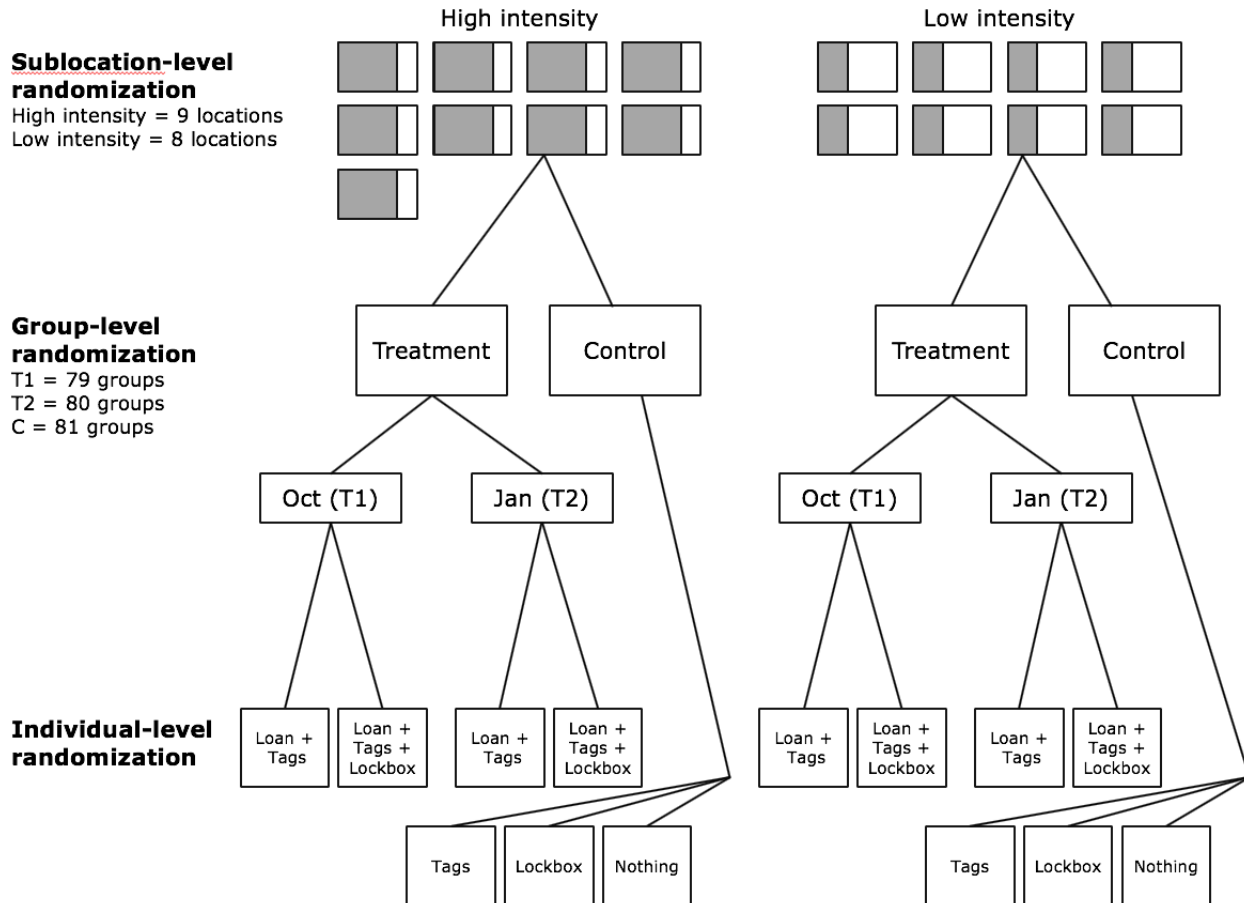 High intensity
Low intensity
Sublocation-level
randomization
High intensity = 9 locations
Low intensity = 8 locations
Group-level
randomization
T1 = 79 groups
T2 = 80 groups
C = 81 groups
Treatment
Control
Treatment
Control
Oct (T1)
Jan (T2)
Oct (T1)
Jan (T2)
Individual-level
randomization
Loan +
Tags
Loan +
Tags +
Lockbox
Loan +
Tags
Loan +
Tags +
Lockbox
Loan +
Tags
Loan +
Tags +
Lockbox
Loan +
Tags
Loan +
Tags +
Lockbox
Tags
Lockbox
Nothing
Tags
Lockbox
Nothing